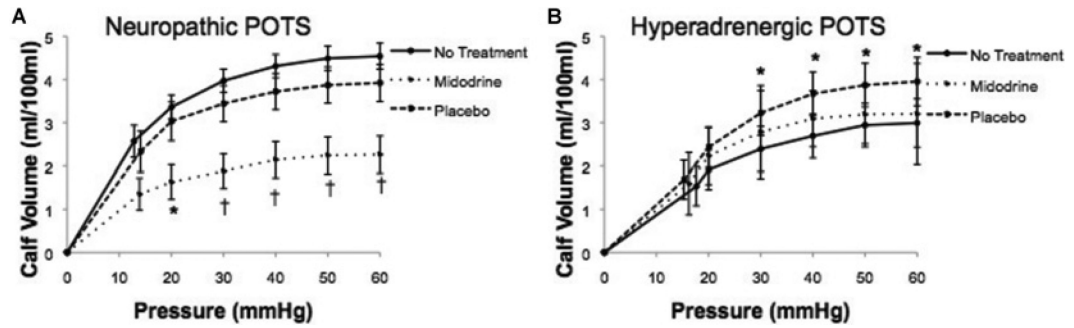 A
Neuropathic POTS
Calf Volume (ml/100ml)
5
4
3
2
1
0
* † † † †
0 10 20 30 40 50 60
Pressure (mmHg)
No Treatment
Midodrine
Placebo
B
Hyperadrenergic POTS
Calf Volume (ml/100ml)
5
4
3
2
1
0
* * * *
0 10 20 30 40 50 60
Pressure (mmHg)
No Treatment
Midodrine
Placebo